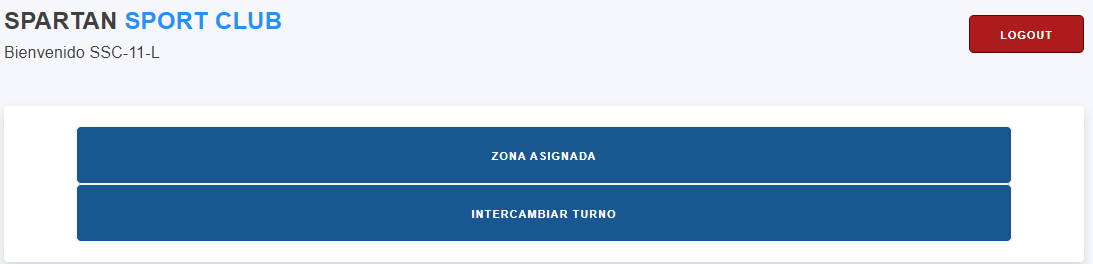 SPARTAN SPORT CLUB
LOGOUT
Bienvenido SSC-11-L
ZONA ASIGNADA
INTERCAMBIAR TURNO